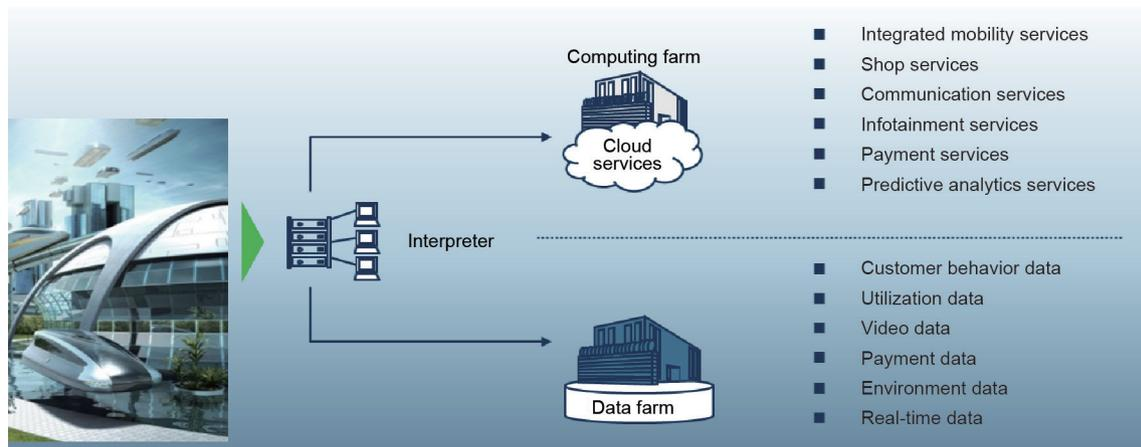 Computing farm
Cloud
services
Integrated mobility services
Shop services
Communication services
Infotainment services
Payment services
Predictive analytics services
Interpreter
Data farm
Customer behavior data
Utilization data
Video data
Payment data
Environment data
Real-time data